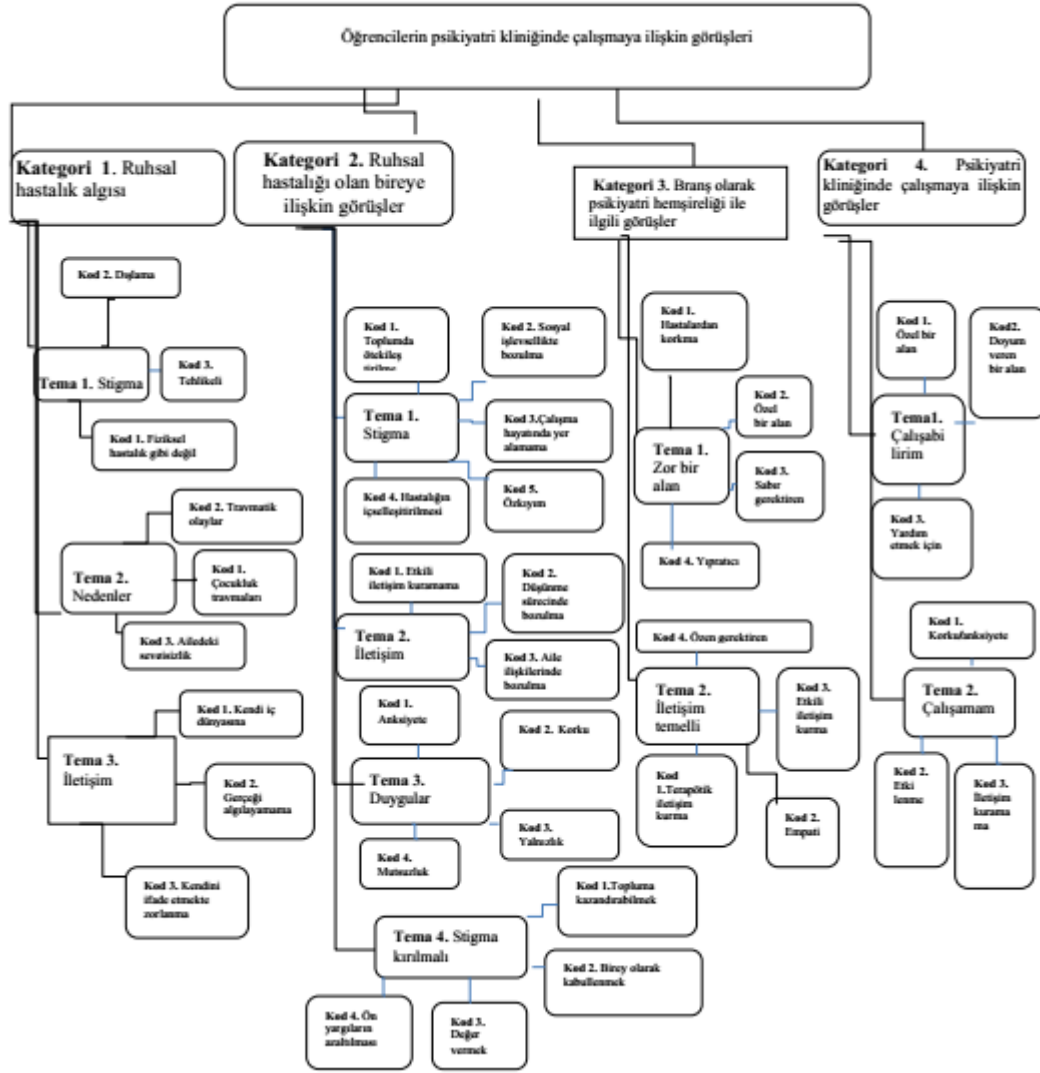 Öğrencilerin psikiyatri kliniğinde çalışmaya ilişkin görüşleri
Kategori 1. Ruhsal
hastalık algısı
Kategori 2. Ruhsal
hastalığı olan bireye
ilişkin görüşler
Kategori 3. Branş olarak
psikiyatri hemşireliği ile
ilgili görüşler
Kategori 4. Psikiyatri
kliniğinde çalışmaya ilişkin
görüşler
Kod 2. Dışlama
Tema 1. Stigma
Kod 3.
Tehlikeli
Kod 1. Fiziksel
hastalık gibi değil
Kod 2. Travmatik
olaylar
Tema 2.
Nedenler
Kod 1.
Çocukluk
travmaları
Kod 3. Ailedeki
sevgisizlik
Kod 1. Kendi iç
dünyasına
Tema 3.
İletişim
Kod 2.
Gerçeği
algılayamama
Kod 3. Kendini
ifade etmekte
zorlanma
Kod 1.
Toplumda
ötekileş
tirilme
Kod 2. Sosyal
işlevsellikte
bozulma
Tema 1.
Stigma
Kod 3.Çalışma
hayatında yer
alamama
Kod 4. Hastalığın
içselleşitirilmesi
Kod 5.
Özkıyım
Kod 1. Etkili
iletişim kuramama
Kod 2.
Düşünme
sürecinde
bozulma
Tema 2.
İletişim
Kod 3. Aile
ilişkilerinde
bozulma
Kod 1.
Anksiyete
Kod 2. Korku
Tema 3.
Duygular
Kod 3.
Yalnızlık
Kod 4.
Mutsuzluk
Kod 1.Topluma
kazandırabilmek
Tema 4. Stigma
kırılmalı
Kod 2. Birey olarak
kabullenmek
Kod 4. Ön
yargıların
azaltılması
Kod 3.
Değer
vermek
Kod 1.
Hastalardan
korkma
Kod 2.
Özel
bir alan
Tema 1.
Zor bir
alan
Kod 3.
Sabır
gerektiren
Kod 4. Yıpratıcı
Kod 4. Özen gerektiren
Tema 2.
İletişim
temelli
Kod 3.
Etkili
iletişim
kurma
Kod
1.Terapötik
iletişim
kurma
Kod 2.
Empati
Kod 1.
Özel bir
alan
Kod2.
Doyum
veren
bir alan
Tema1.
Çalışabi
lirim
Kod 3.
Yardım
etmek için
Kod 1.
Korku/anksiyete
Tema 2.
Çalışamam
Kod 2.
Etki
lenme
Kod 3.
İletişim
kurama
ma